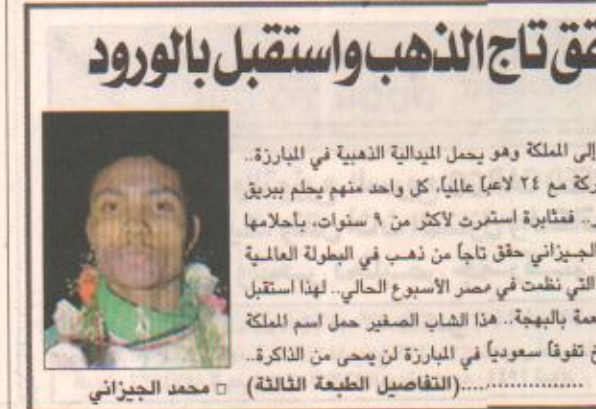 تاج الذهب واستقبل بالورود
إلى المملكة وهو يحمل الميدالية الذهبية في المبارزة..
مع ٢٤ لاعباً عالمياً، كل واحد منهم يحلم ببريق
.. فمثابرة استمرت لأكثر من ٩ سنوات، بأحلامها
الجيزاني حقق تاجاً من ذهب في البطولة العالمية
التي نظمت في مصر الأسبوع الحالي.. لهذا استقبل
بالبهجة.. هذا الشاب الصغير حمل اسم المملكة
تفوقاً سعودياً في المبارزة لن يمحى من الذاكرة..
..............(التفاصيل الطبعة الثالثة)
محمد الجيزاني